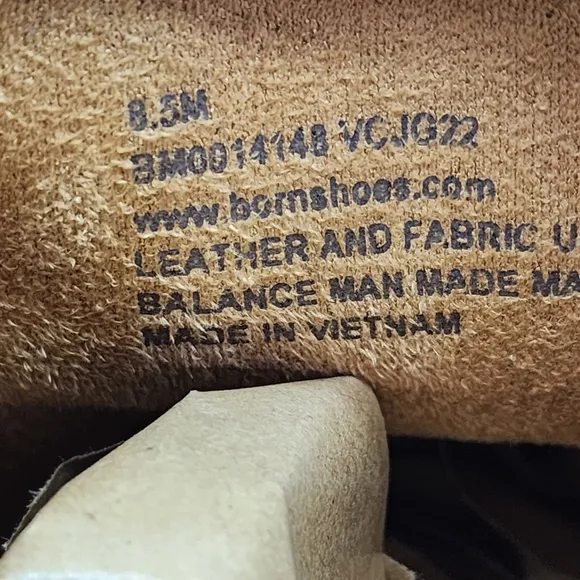 8.5M
BM0014148 VCJG22
www.bornshoes.com
LEATHER AND FABRIC U
BALANCE MAN MADE MA
MADE IN VIETNAM